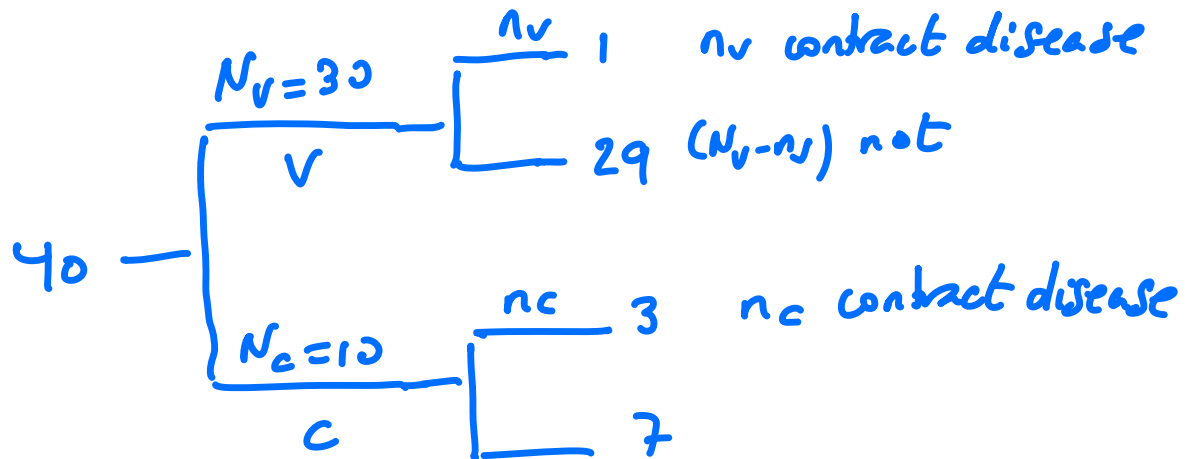 nv 1 nv contract disease
Nv=30
V
29 (Nv-nv) not
40
nc 3 nc contract disease
Nc=10
C
7